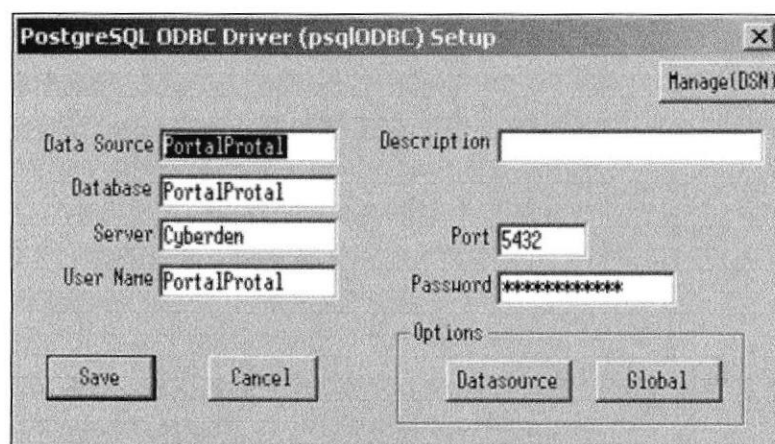 PostgreSQL ODBC Driver (psqlODBC) Setup
Manage(DSN)
Data Source PortalProtal Description
Database PortalProtal
Server Cyberden Port 5432
User Name PortalProtal Password ************
Options
Save Cancel Datasource Global